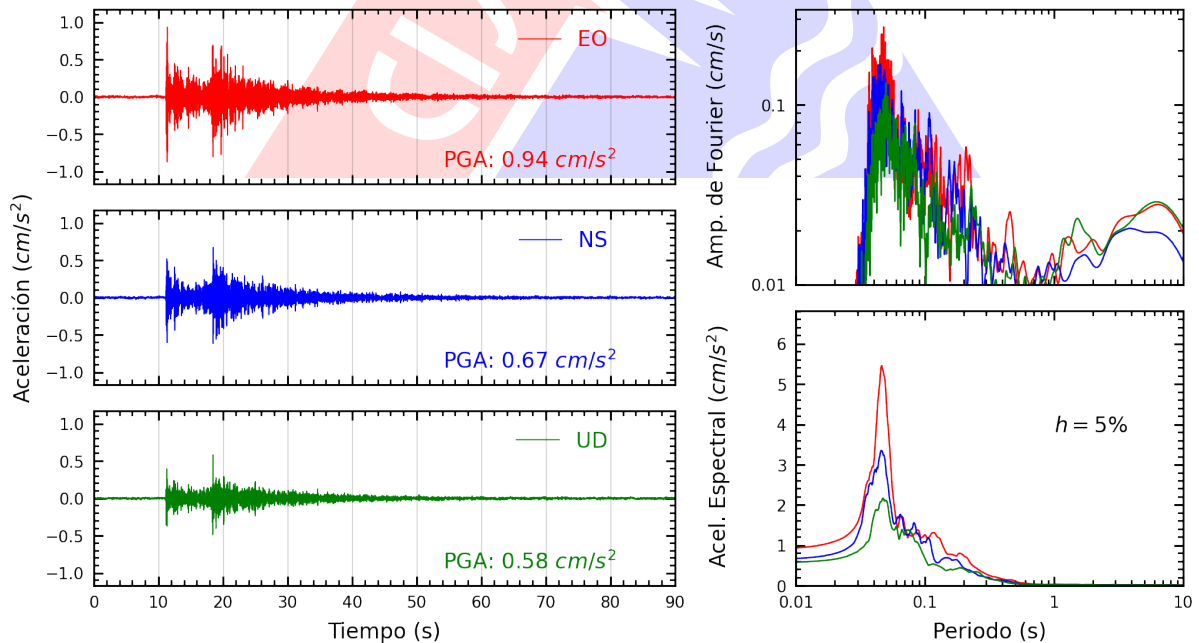 Aceleración (cm/s²)
1.0
0.5
0.0
−0.5
−1.0
EO
PGA: 0.94 cm/s²
1.0
0.5
0.0
−0.5
−1.0
NS
PGA: 0.67 cm/s²
1.0
0.5
0.0
−0.5
−1.0
UD
PGA: 0.58 cm/s²
0 10 20 30 40 50 60 70 80 90
Tiempo (s)
Amp. de Fourier (cm/s)
0.1
0.01
Acel. Espectral (cm/s²)
6
5
4
3
2
1
0
h = 5%
0.01 0.1 1 10
Periodo (s)